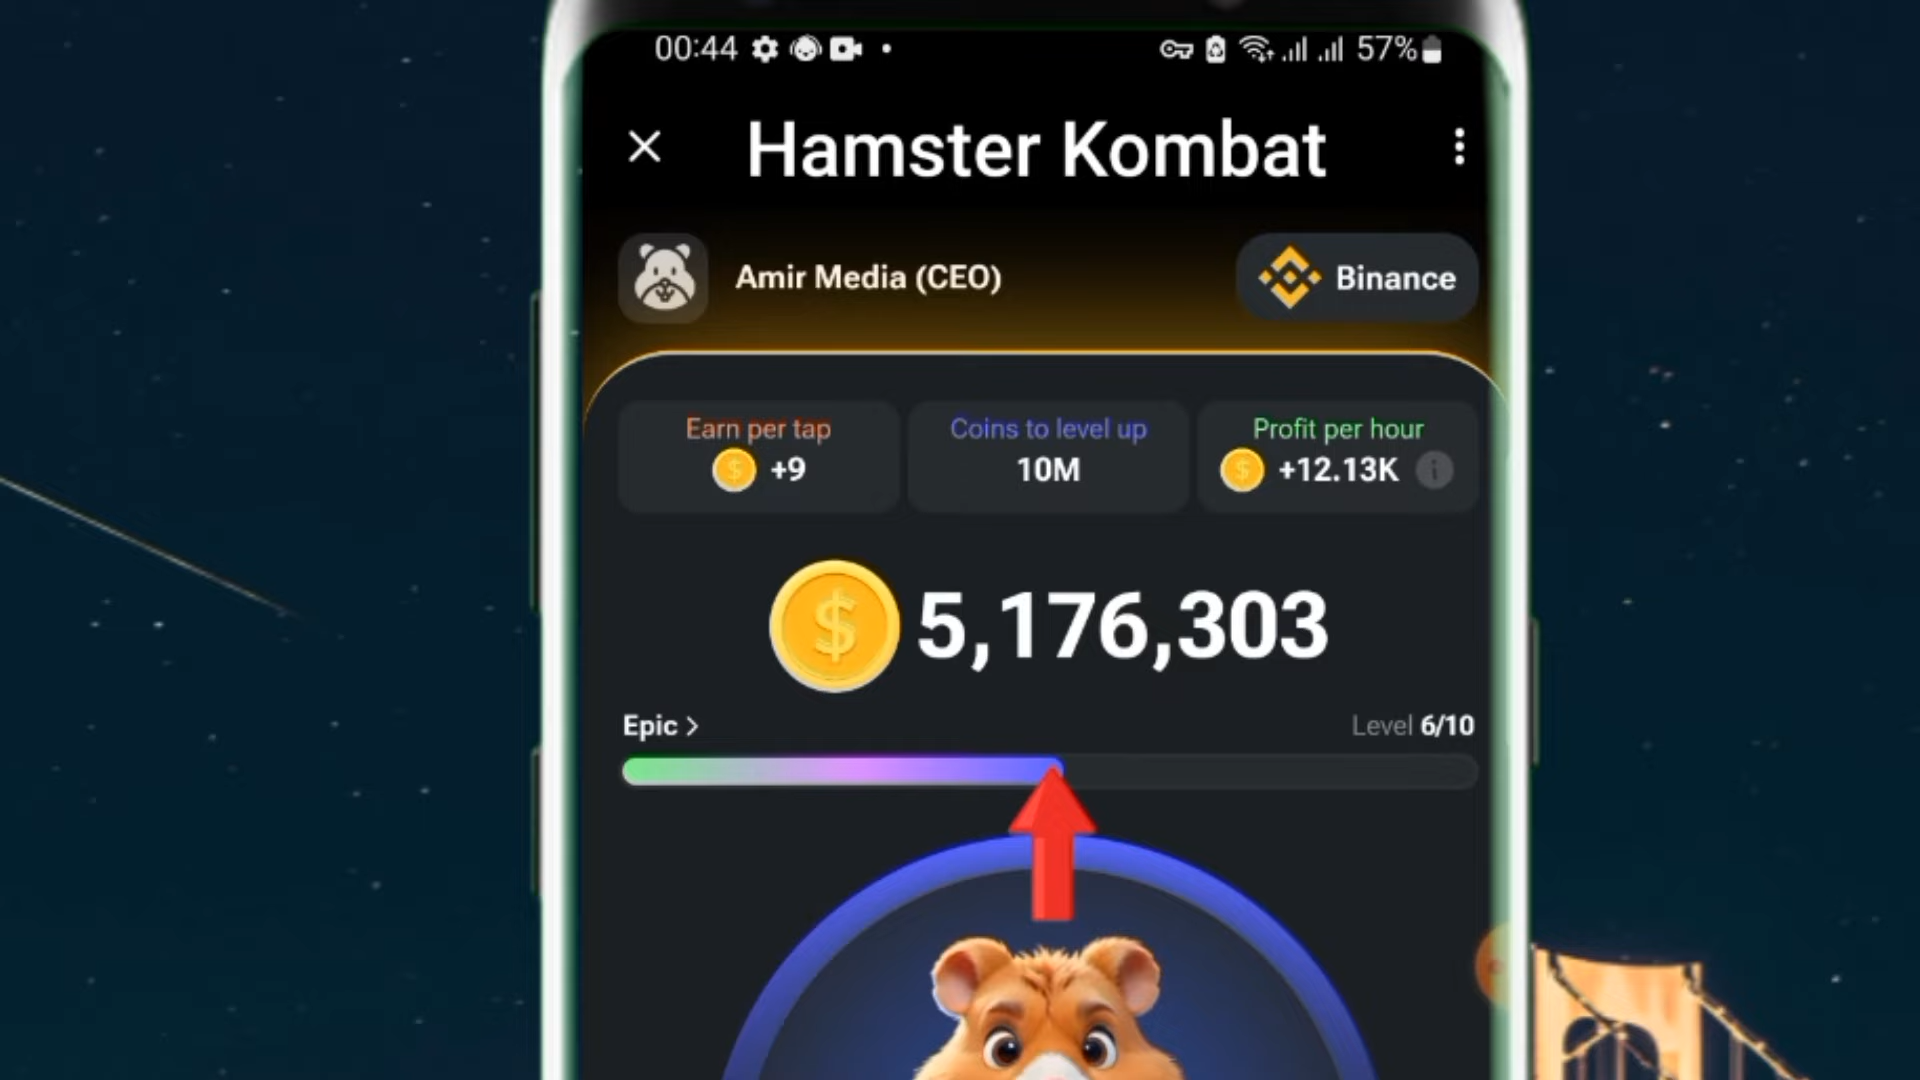 00:44 57%
Hamster Kombat
Amir Media (CEO) Binance
Earn per tap Coins to level up Profit per hour
+9 10M +12.13K
5,176,303
Epic > Level 6/10